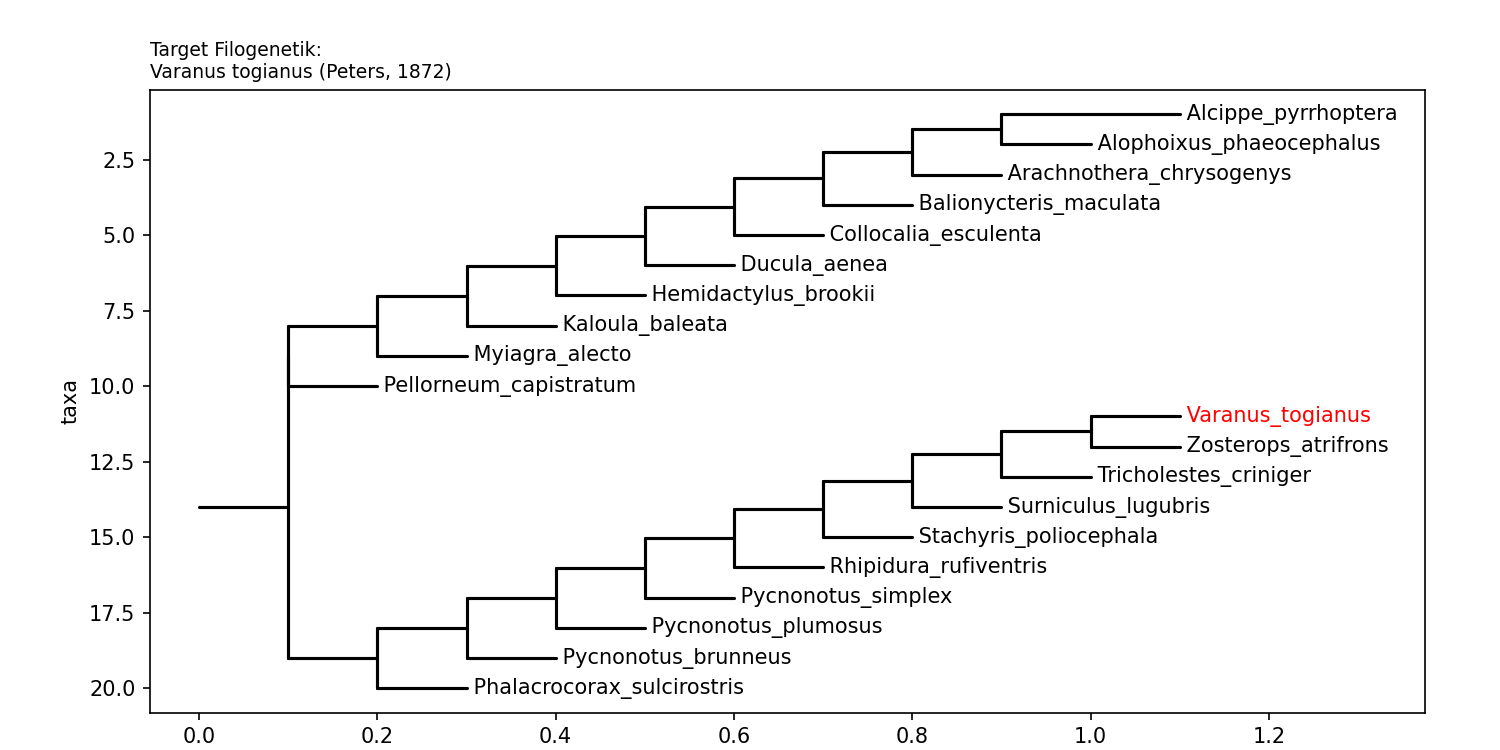 Target Filogenetik:
Varanus togianus (Peters, 1872)
Alcippe_pyrrhoptera
Alophoixus_phaeocephalus
2.5
Arachnothera_chrysogenys
Balionycteris_maculata
5.0
Collocalia_esculenta
Ducula_aenea
Hemidactylus_brookii
7.5
Kaloula_baleata
Myiagra_alecto
10.0
Pellorneum_capistratum
taxa
Varanus_togianus
Zosterops_atrifrons
12.5
Tricholestes_criniger
Surniculus_lugubris
15.0
Stachyris_poliocephala
Rhipidura_rufiventris
Pycnonotus_simplex
17.5
Pycnonotus_plumosus
Pycnonotus_brunneus
20.0
Phalacrocorax_sulcirostris
0.0 0.2 0.4 0.6 0.8 1.0 1.2